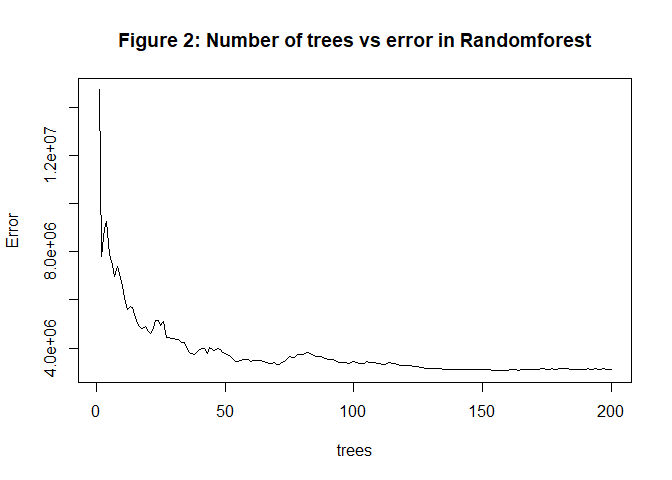 Figure 2: Number of trees vs error in Randomforest
1.2e+07
8.0e+06
4.0e+06
Error
0 50 100 150 200
trees